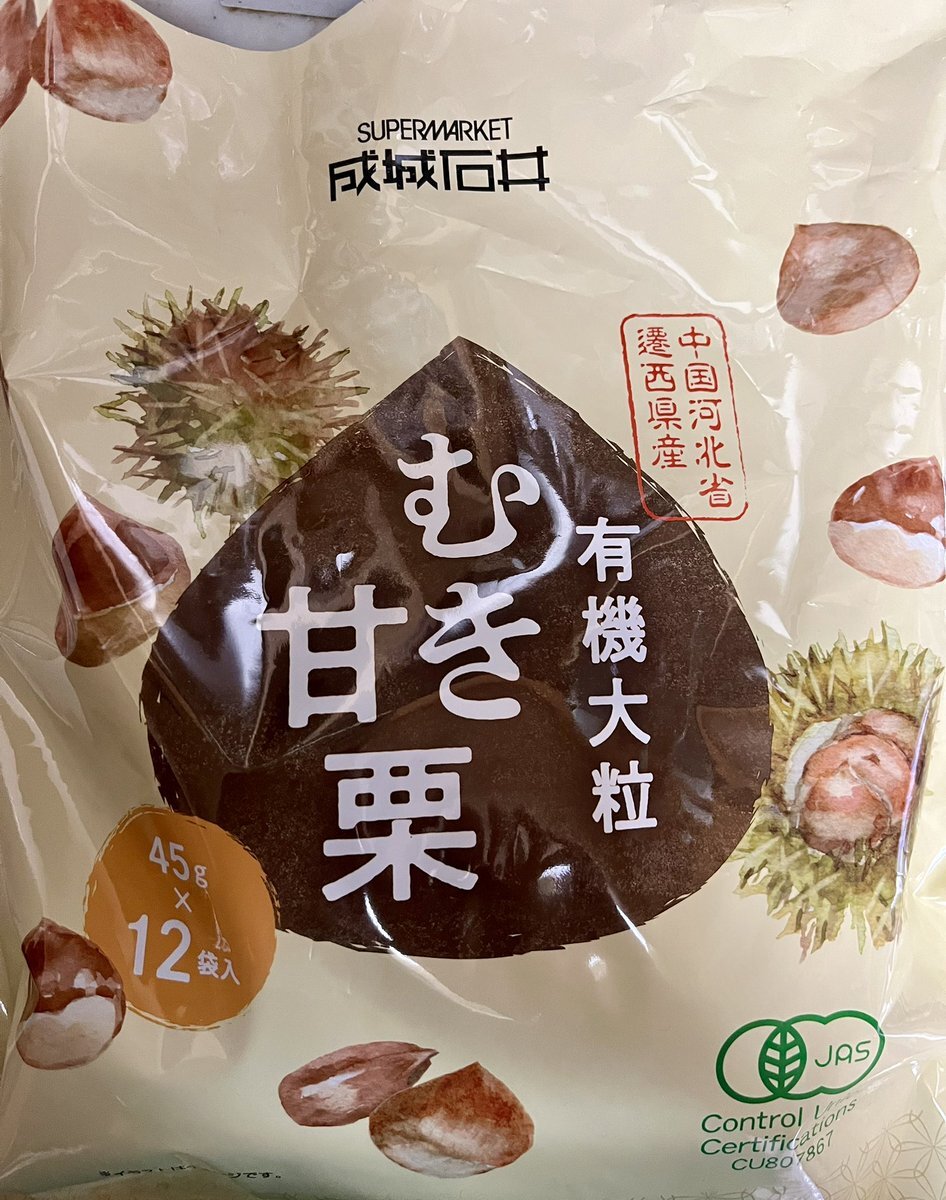 SUPERMARKET
成城石井
中国河北省
遷西県産
有機大粒
むき
甘栗
45g
×
12袋入
JAS
Control
Certifications
CU807867